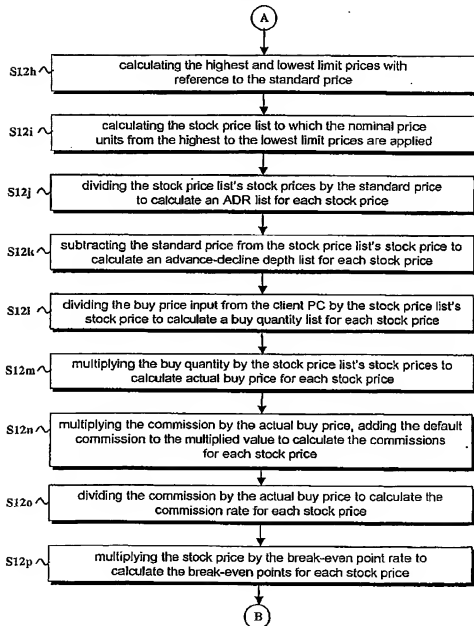 A
S12h
calculating the highest and lowest limit prices with
reference to the standard price
S12i
calculating the stock price list to which the nominal price
units from the highest to the lowest limit prices are applied
S12j
dividing the stock price list's stock prices by the standard price
to calculate an ADR list for each stock price
S12k
subtracting the standard price from the stock price list's stock price to
calculate an advance-decline depth list for each stock price
S12l
dividing the buy price input from the client PC by the stock price list's
stock price to calculate a buy quantity list for each stock price
S12m
multiplying the buy quantity by the stock price list's stock prices to
calculate actual buy price for each stock price
S12n
multiplying the commission by the actual buy price, adding the default
commission to the multiplied value to calculate the commissions
for each stock price
S12o
dividing the commission by the actual buy price to calculate the
commission rate for each stock price
S12p
multiplying the stock price by the break-even point rate to
calculate the break-even points for each stock price
B